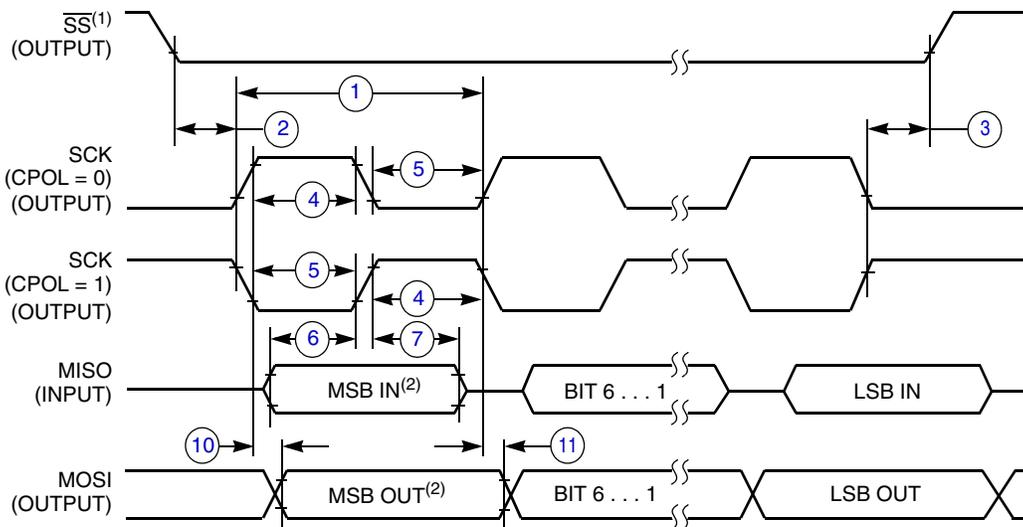 SS(1)
(OUTPUT)
1
2
3
SCK
(CPOL = 0)
(OUTPUT)
5
4
SCK
(CPOL = 1)
(OUTPUT)
5
4
6
7
MISO
(INPUT)
MSB IN(2)
BIT 6 . . . 1
LSB IN
10
11
MOSI
(OUTPUT)
MSB OUT(2)
BIT 6 . . . 1
LSB OUT